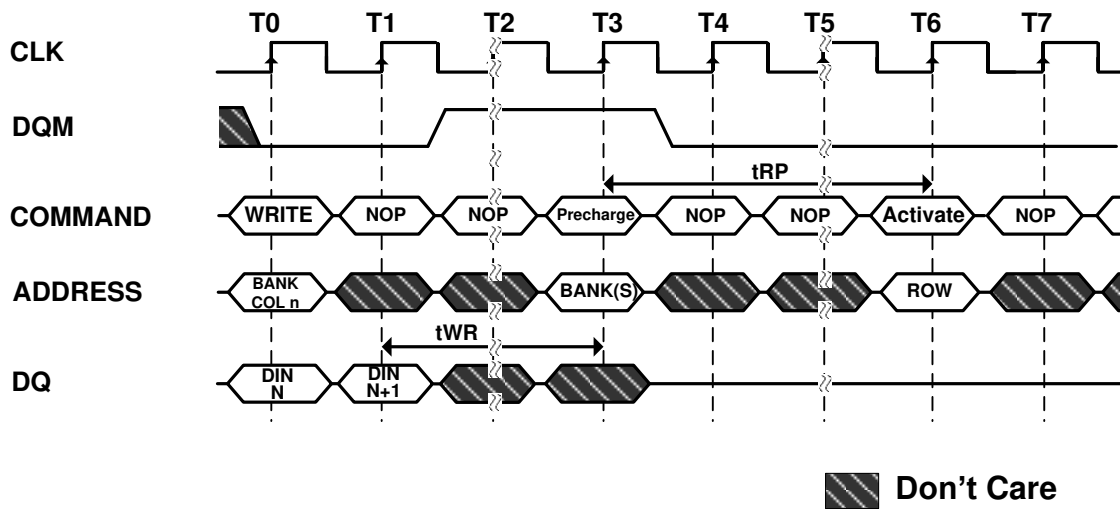 T0 T1 T2 T3 T4 T5 T6 T7
CLK
DQM
tRP
COMMAND WRITE NOP NOP Precharge NOP NOP Activate NOP
ADDRESS BANK COL n BANK(S) ROW
tWR
DQ DIN N DIN N+1
Don't Care